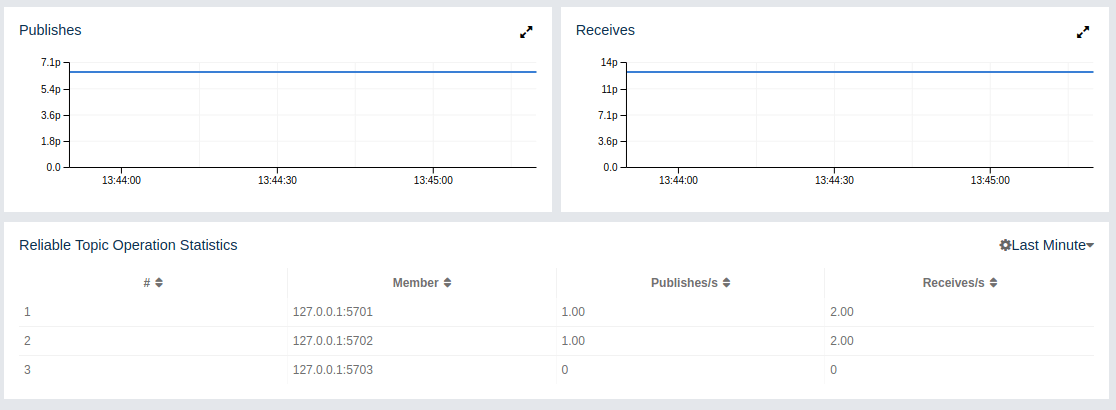 Publishes
7.1p
5.4p
3.6p
1.8p
0.0
13:44:00 13:44:30 13:45:00
Receives
14p
11p
7.1p
3.6p
0.0
13:44:00 13:44:30 13:45:00
Reliable Topic Operation Statistics Last Minute
# Member Publishes/s Receives/s
1 127.0.0.1:5701 1.00 2.00
2 127.0.0.1:5702 1.00 2.00
3 127.0.0.1:5703 0 0